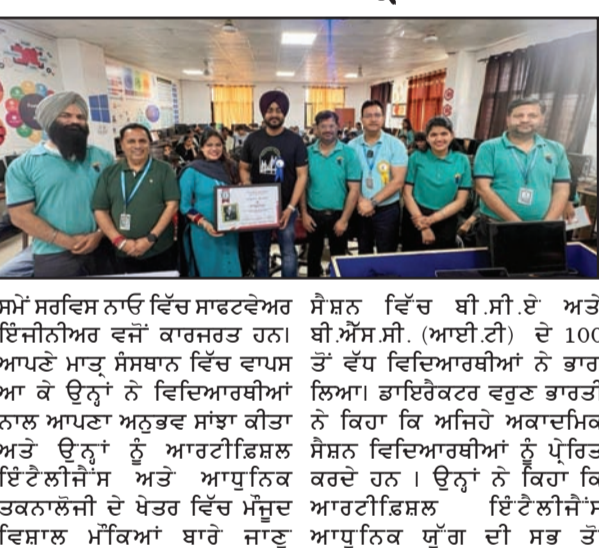 ਸਮੇਂ ਸਰਵਿਸ ਨਾਓ ਵਿੱਚ ਸਾਫਟਵੇਅਰ
ਇੰਜੀਨੀਅਰ ਵਜੋਂ ਕਾਰਜਰਤ ਹਨ।
ਆਪਣੇ ਮਾਤ੍ਰ ਸੰਸਥਾਨ ਵਿੱਚ ਵਾਪਸ
ਆ ਕੇ ਉਨ੍ਹਾਂ ਨੇ ਵਿਦਿਆਰਥੀਆਂ
ਨਾਲ ਆਪਣਾ ਅਨੁਭਵ ਸਾਂਝਾ ਕੀਤਾ
ਅਤੇ ਉਨ੍ਹਾਂ ਨੂੰ ਆਰਟੀਫਿਸ਼ਲ
ਇੰਟੈਲੀਜੈਂਸ ਅਤੇ ਆਧੁਨਿਕ
ਤਕਨਾਲੋਜੀ ਦੇ ਖੇਤਰ ਵਿੱਚ ਮੌਜੂਦ
ਵਿਸ਼ਾਲ ਮੌਕਿਆਂ ਬਾਰੇ ਜਾਣੂ
ਸੈਸ਼ਨ ਵਿੱਚ ਬੀ.ਸੀ.ਏ ਅਤੇ
ਬੀ.ਐੱਸ.ਸੀ. (ਆਈ.ਟੀ) ਦੇ 100
ਤੋਂ ਵੱਧ ਵਿਦਿਆਰਥੀਆਂ ਨੇ ਭਾਗ
ਲਿਆ। ਡਾਇਰੈਕਟਰ ਵਰੁਣ ਭਾਰਤੀ
ਨੇ ਕਿਹਾ ਕਿ ਅਜਿਹੇ ਅਕਾਦਮਿਕ
ਸੈਸ਼ਨ ਵਿਦਿਆਰਥੀਆਂ ਨੂੰ ਪ੍ਰੇਰਿਤ
ਕਰਦੇ ਹਨ । ਉਨ੍ਹਾਂ ਨੇ ਕਿਹਾ ਕਿ
ਆਰਟੀਫਿਸ਼ਲ ਇੰਟੈਲੀਜੈਂਸ
ਆਧੁਨਿਕ ਯੁੱਗ ਦੀ ਸਭ ਤੋਂ